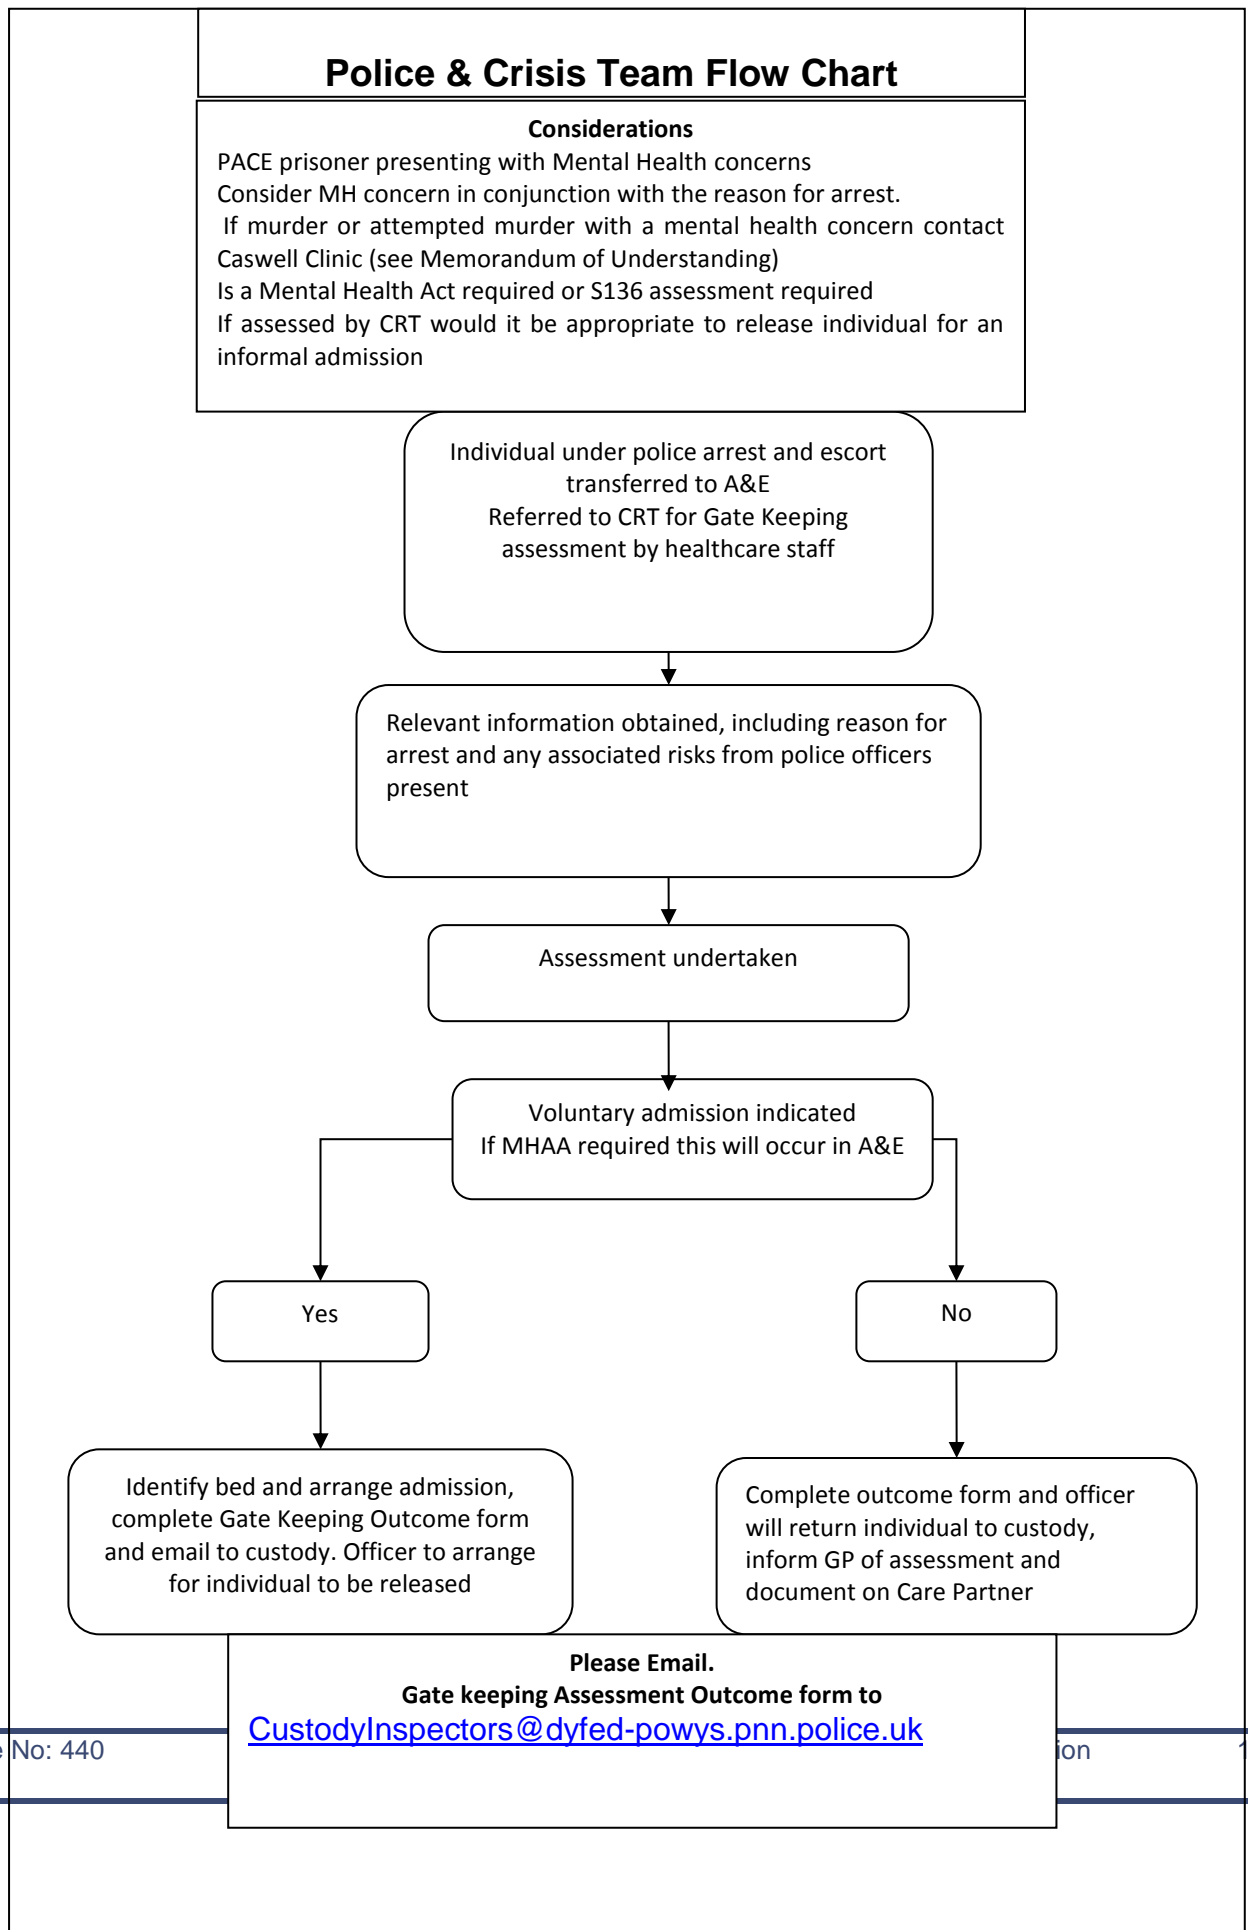 Police & Crisis Team Flow Chart
Considerations
PACE prisoner presenting with Mental Health concerns
Consider MH concern in conjunction with the reason for arrest.
If murder or attempted murder with a mental health concern contact
Caswell Clinic (see Memorandum of Understanding)
Is a Mental Health Act required or S136 assessment required
If assessed by CRT would it be appropriate to release individual for an
informal admission
Individual under police arrest and escort
transferred to A&E
Referred to CRT for Gate Keeping
assessment by healthcare staff
Relevant information obtained, including reason for
arrest and any associated risks from police officers
present
Assessment undertaken
Voluntary admission indicated
If MHAA required this will occur in A&E
Yes
No
Identify bed and arrange admission,
complete Gate Keeping Outcome form
and email to custody. Officer to arrange
for individual to be released
Complete outcome form and officer
will return individual to custody,
inform GP of assessment and
document on Care Partner
Please Email.
Gate keeping Assessment Outcome form to
CustodyInspectors@dyfed-powys.pnn.police.uk
No: 440